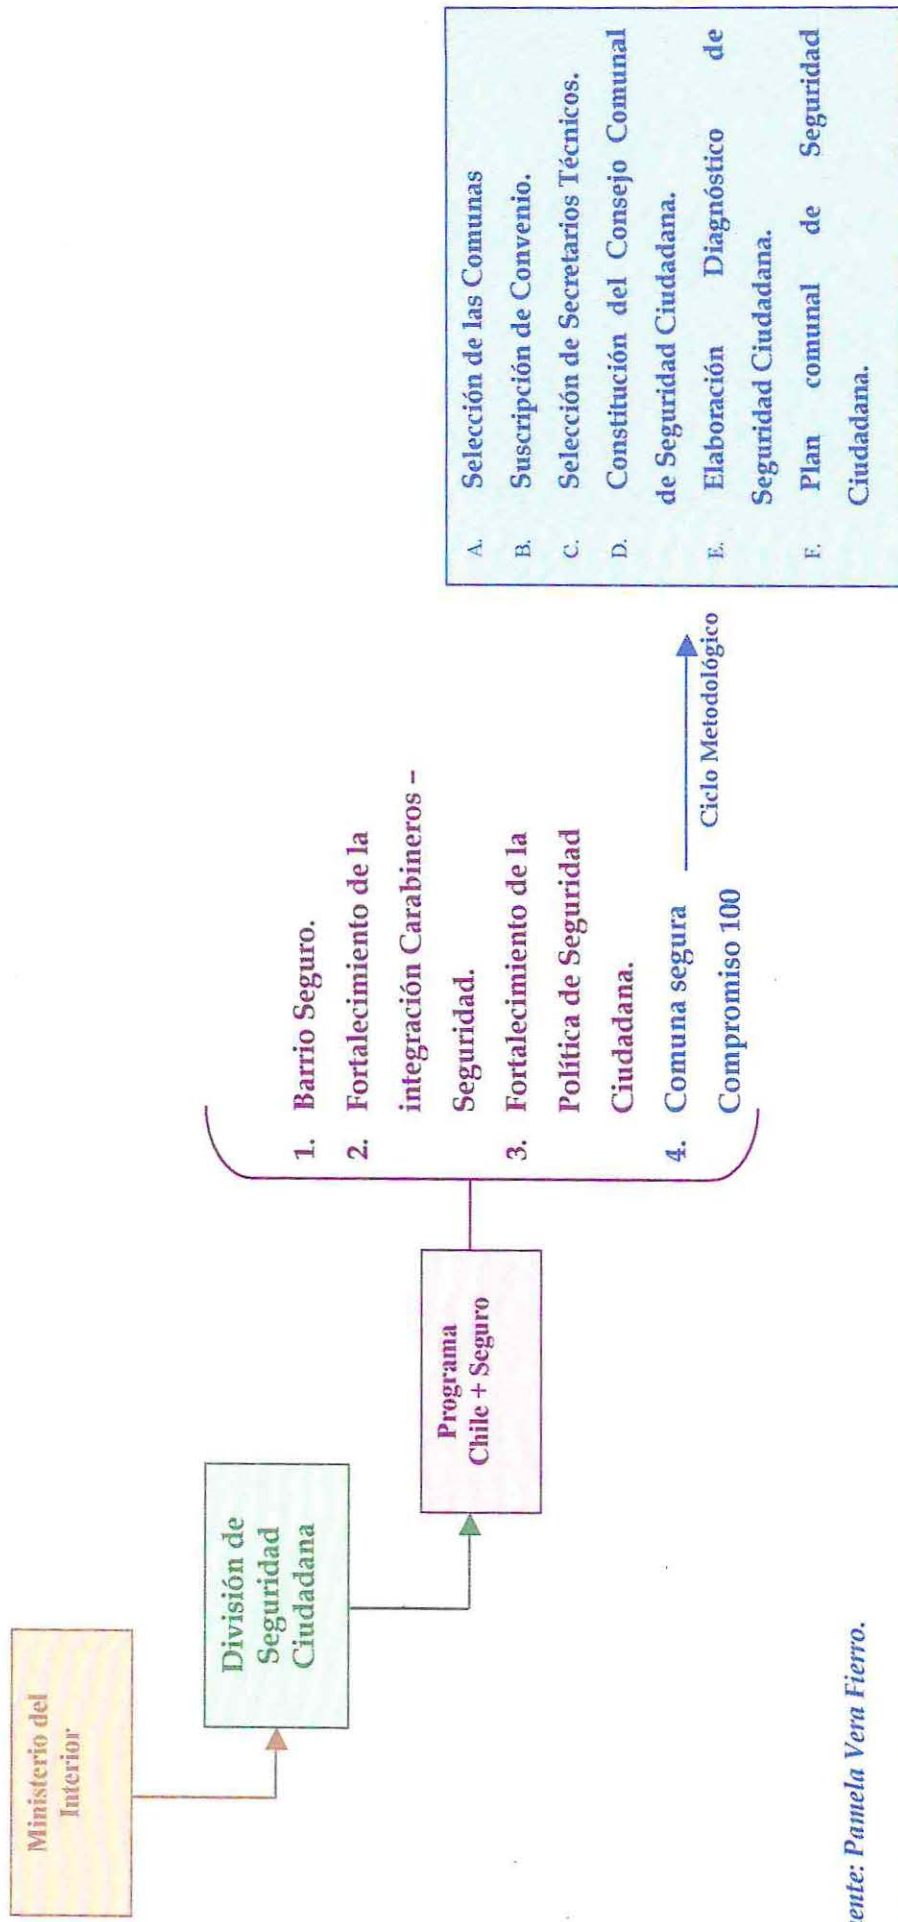 Ministerio del
Interior
División de
Seguridad
Ciudadana
Programa
Chile + Seguro
1. Barrio Seguro.
2. Fortalecimiento de la
integración Carabineros –
Seguridad.
3. Fortalecimiento de la
Política de Seguridad
Ciudadana.
4. Comuna segura
Compromiso 100
Ciclo Metodológico
A. Selección de las Comunas
B. Suscripción de Convenio.
C. Selección de Secretarios Técnicos.
D. Constitución del Consejo Comunal
de Seguridad Ciudadana.
E. Elaboración Diagnóstico de
Seguridad Ciudadana.
F. Plan comunal de Seguridad
Ciudadana.
ente: Pamela Vera Fierro.